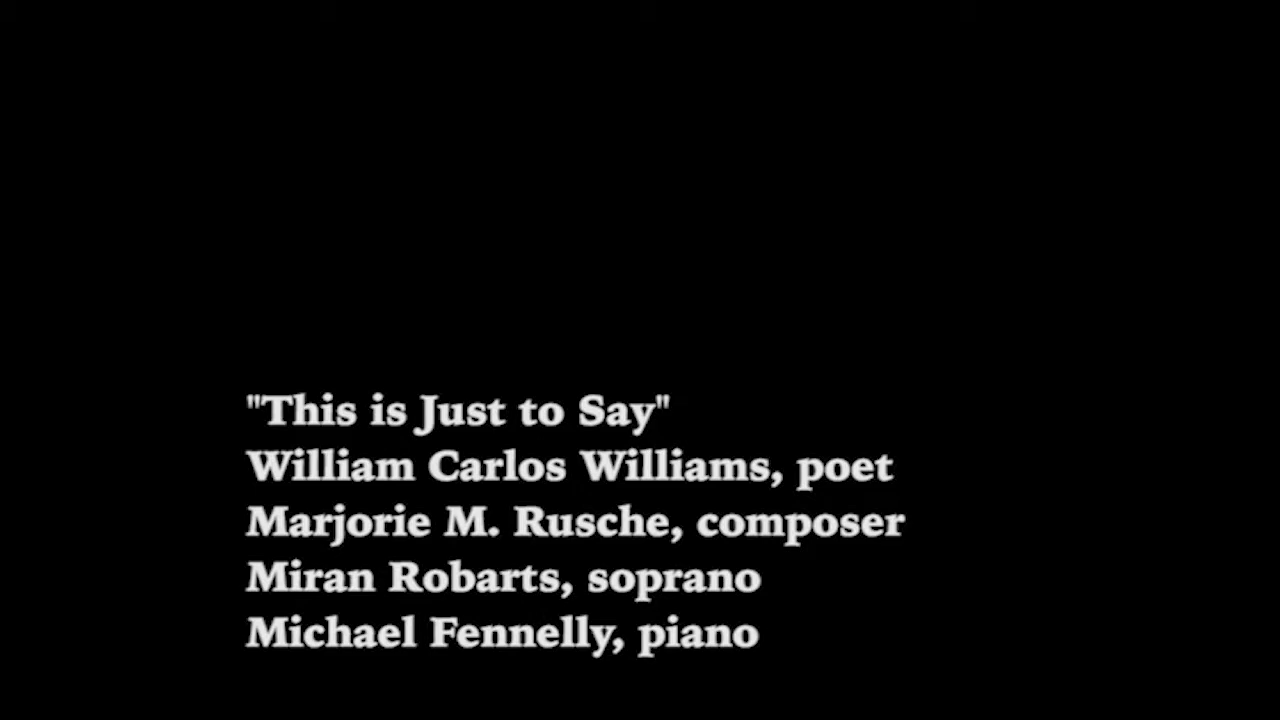 "This is Just to Say"
William Carlos Williams, poet
Marjorie M. Rusche, composer
Miran Robarts, soprano
Michael Fennelly, piano